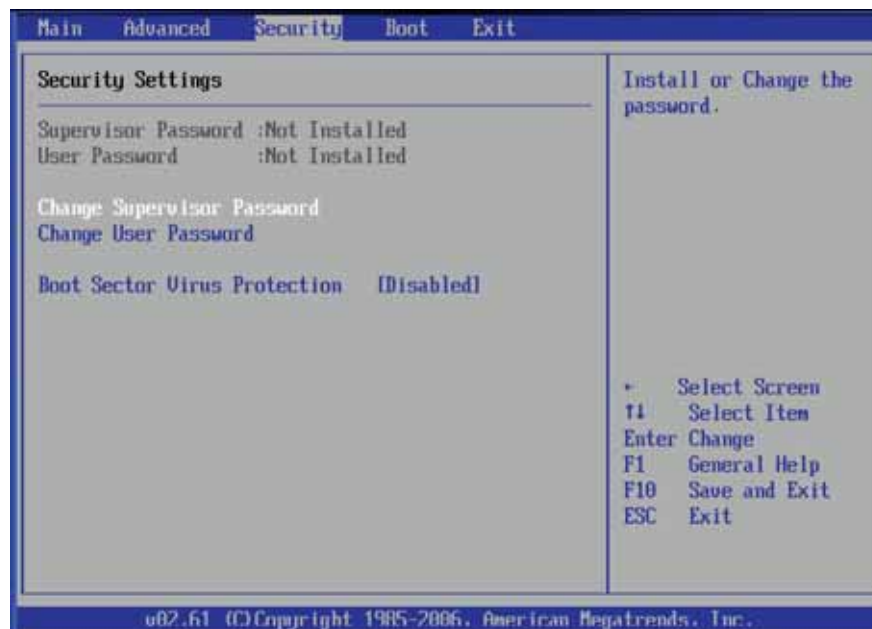 Main Advanced Security Boot Exit
Security Settings
Supervisor Password :Not Installed
User Password :Not Installed
Change Supervisor Password
Change User Password
Boot Sector Virus Protection [Disabled]
Install or Change the
password.
← Select Screen
↑↓ Select Item
Enter Change
F1 General Help
F10 Save and Exit
ESC Exit
v02.61 (C)Copyright 1985-2006, American Megatrends, Inc.